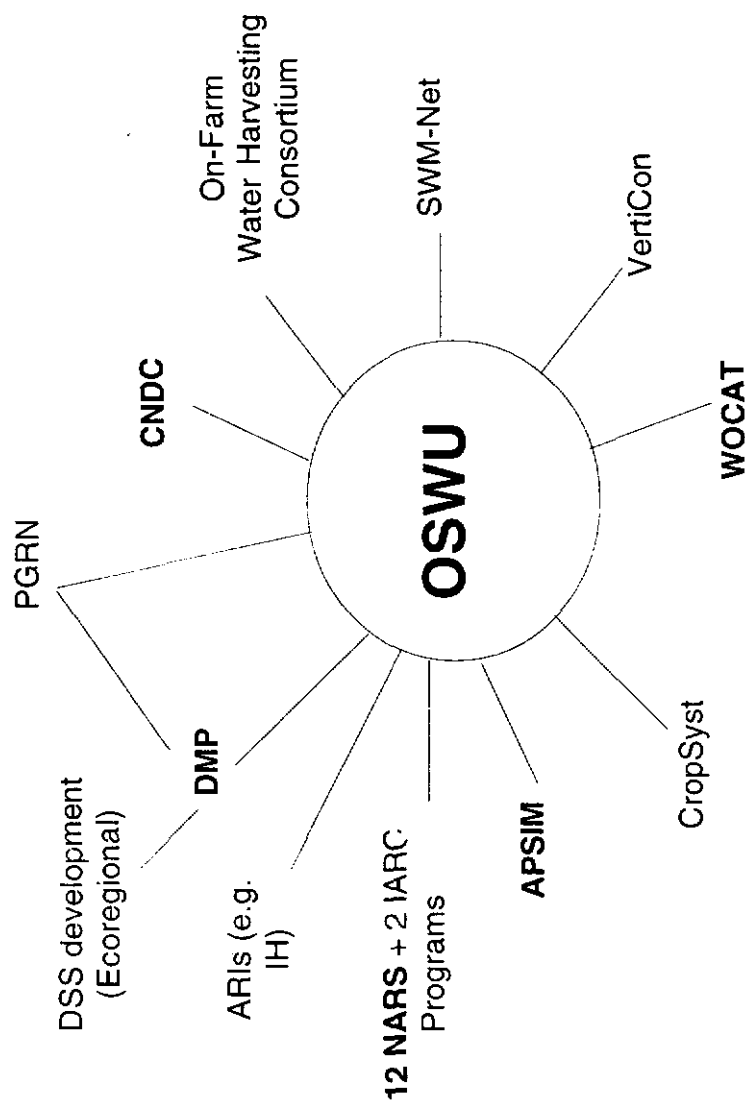 PGRN
DSS development
(Ecoregional)
DMP
CNDC
On-Farm
Water Harvesting
Consortium
ARIs (e.g.
IH)
OSWU
SWM-Net
12 NARS + 2 IARC
Programs
APSIM
VertiCon
CropSyst
WOCAT